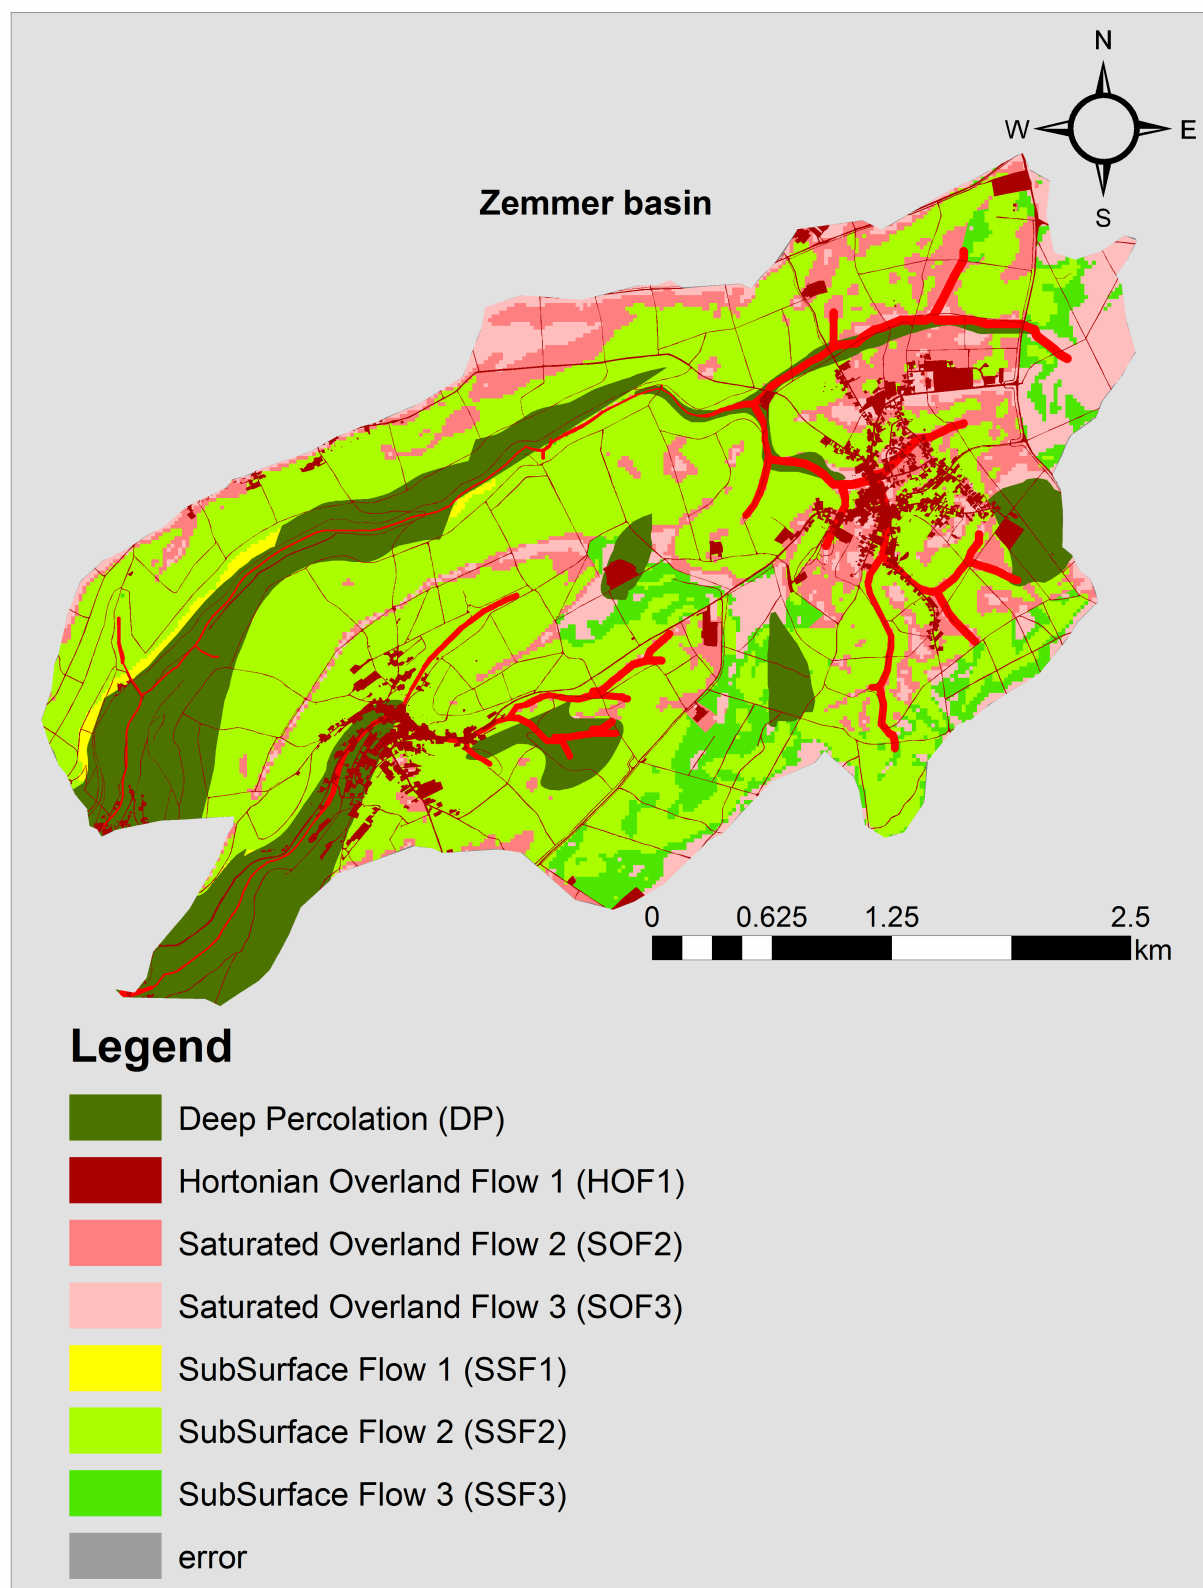 N
W E
S
Zemmer basin
0 0.625 1.25 2.5
km
Legend
Deep Percolation (DP)
Hortonian Overland Flow 1 (HOF1)
Saturated Overland Flow 2 (SOF2)
Saturated Overland Flow 3 (SOF3)
SubSurface Flow 1 (SSF1)
SubSurface Flow 2 (SSF2)
SubSurface Flow 3 (SSF3)
error